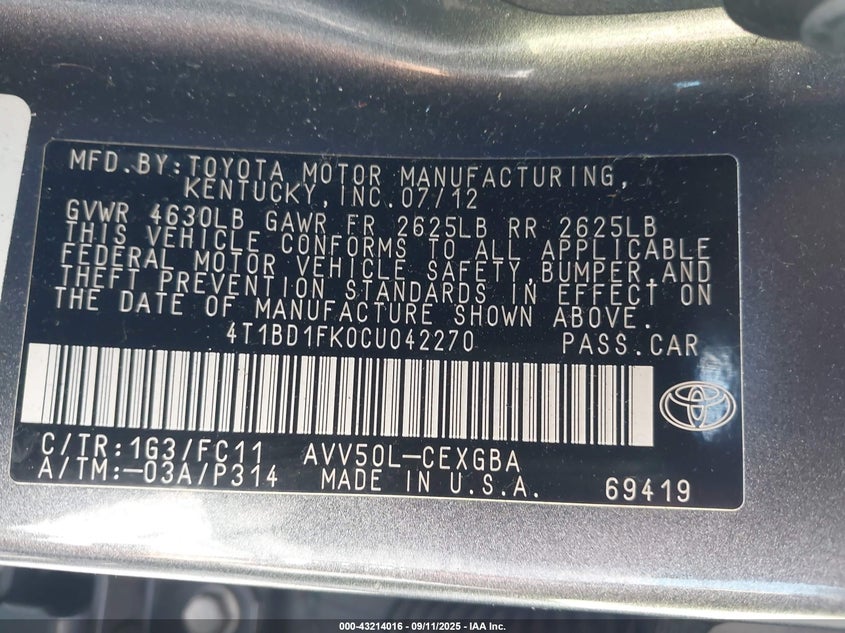 MFD.BY:TOYOTA MOTOR MANUFACTURING,
KENTUCKY,INC.07/12
GVWR 4630LB GAWR FR 2625LB RR 2625LB
THIS VEHICLE CONFORMS TO ALL APPLICABLE
FEDERAL MOTOR VEHICLE SAFETY,BUMPER,AND
THEFT PREVENTION STANDARDS IN EFFECT ON
THE DATE OF MANUFACTURE SHOWN ABOVE.
4T1BD1FK0CU042270 PASS.CAR
C/TR:1G3/FC11 AVV50L-CEXGBA
A/TM:-03A/P314 MADE IN U.S.A. 69419
000-43214016 - 09/11/2025 - IAA Inc.